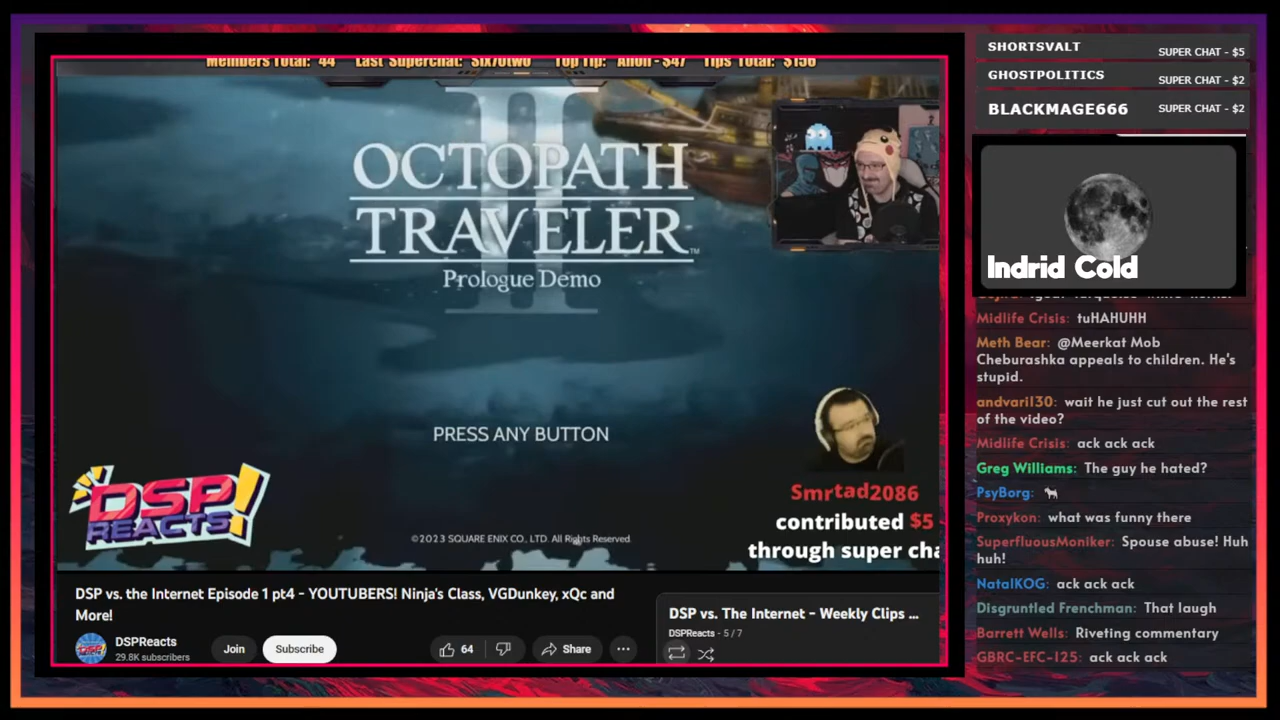 Members Total: 44 Last Superchat: Six7otwo Top Tip: Anon - $47 Tips Total: $156
II
OCTOPATH
TRAVELER™
Prologue Demo
PRESS ANY BUTTON
©2023 SQUARE ENIX CO., LTD. All Rights Reserved.
DSP
REACTS!
Smrtad2086
contributed $5
through super cha
DSP vs. the Internet Episode 1 pt4 - YOUTUBERS! Ninja's Class, VGDunkey, xQc and
More!
DSPReacts
29.8K subscribers
Join
Subscribe
64
Share
DSP vs. The Internet - Weekly Clips ...
DSPReacts - 5 / 7
SHORTSVALT SUPER CHAT - $5
GHOSTPOLITICS SUPER CHAT - $2
BLACKMAGE666 SUPER CHAT - $2
Indrid Cold
Midlife Crisis: tuHAHUHH
Meth Bear: @Meerkat Mob
Cheburashka appeals to children. He's
stupid.
andvari130: wait he just cut out the rest
of the video?
Midlife Crisis: ack ack ack
Greg Williams: The guy he hated?
PsyBorg:
Proxykon: what was funny there
SuperfluousMoniker: Spouse abuse! Huh
huh!
NatalKOG: ack ack ack
Disgruntled Frenchman: That laugh
Barrett Wells: Riveting commentary
GBRC-EFC-125: ack ack ack